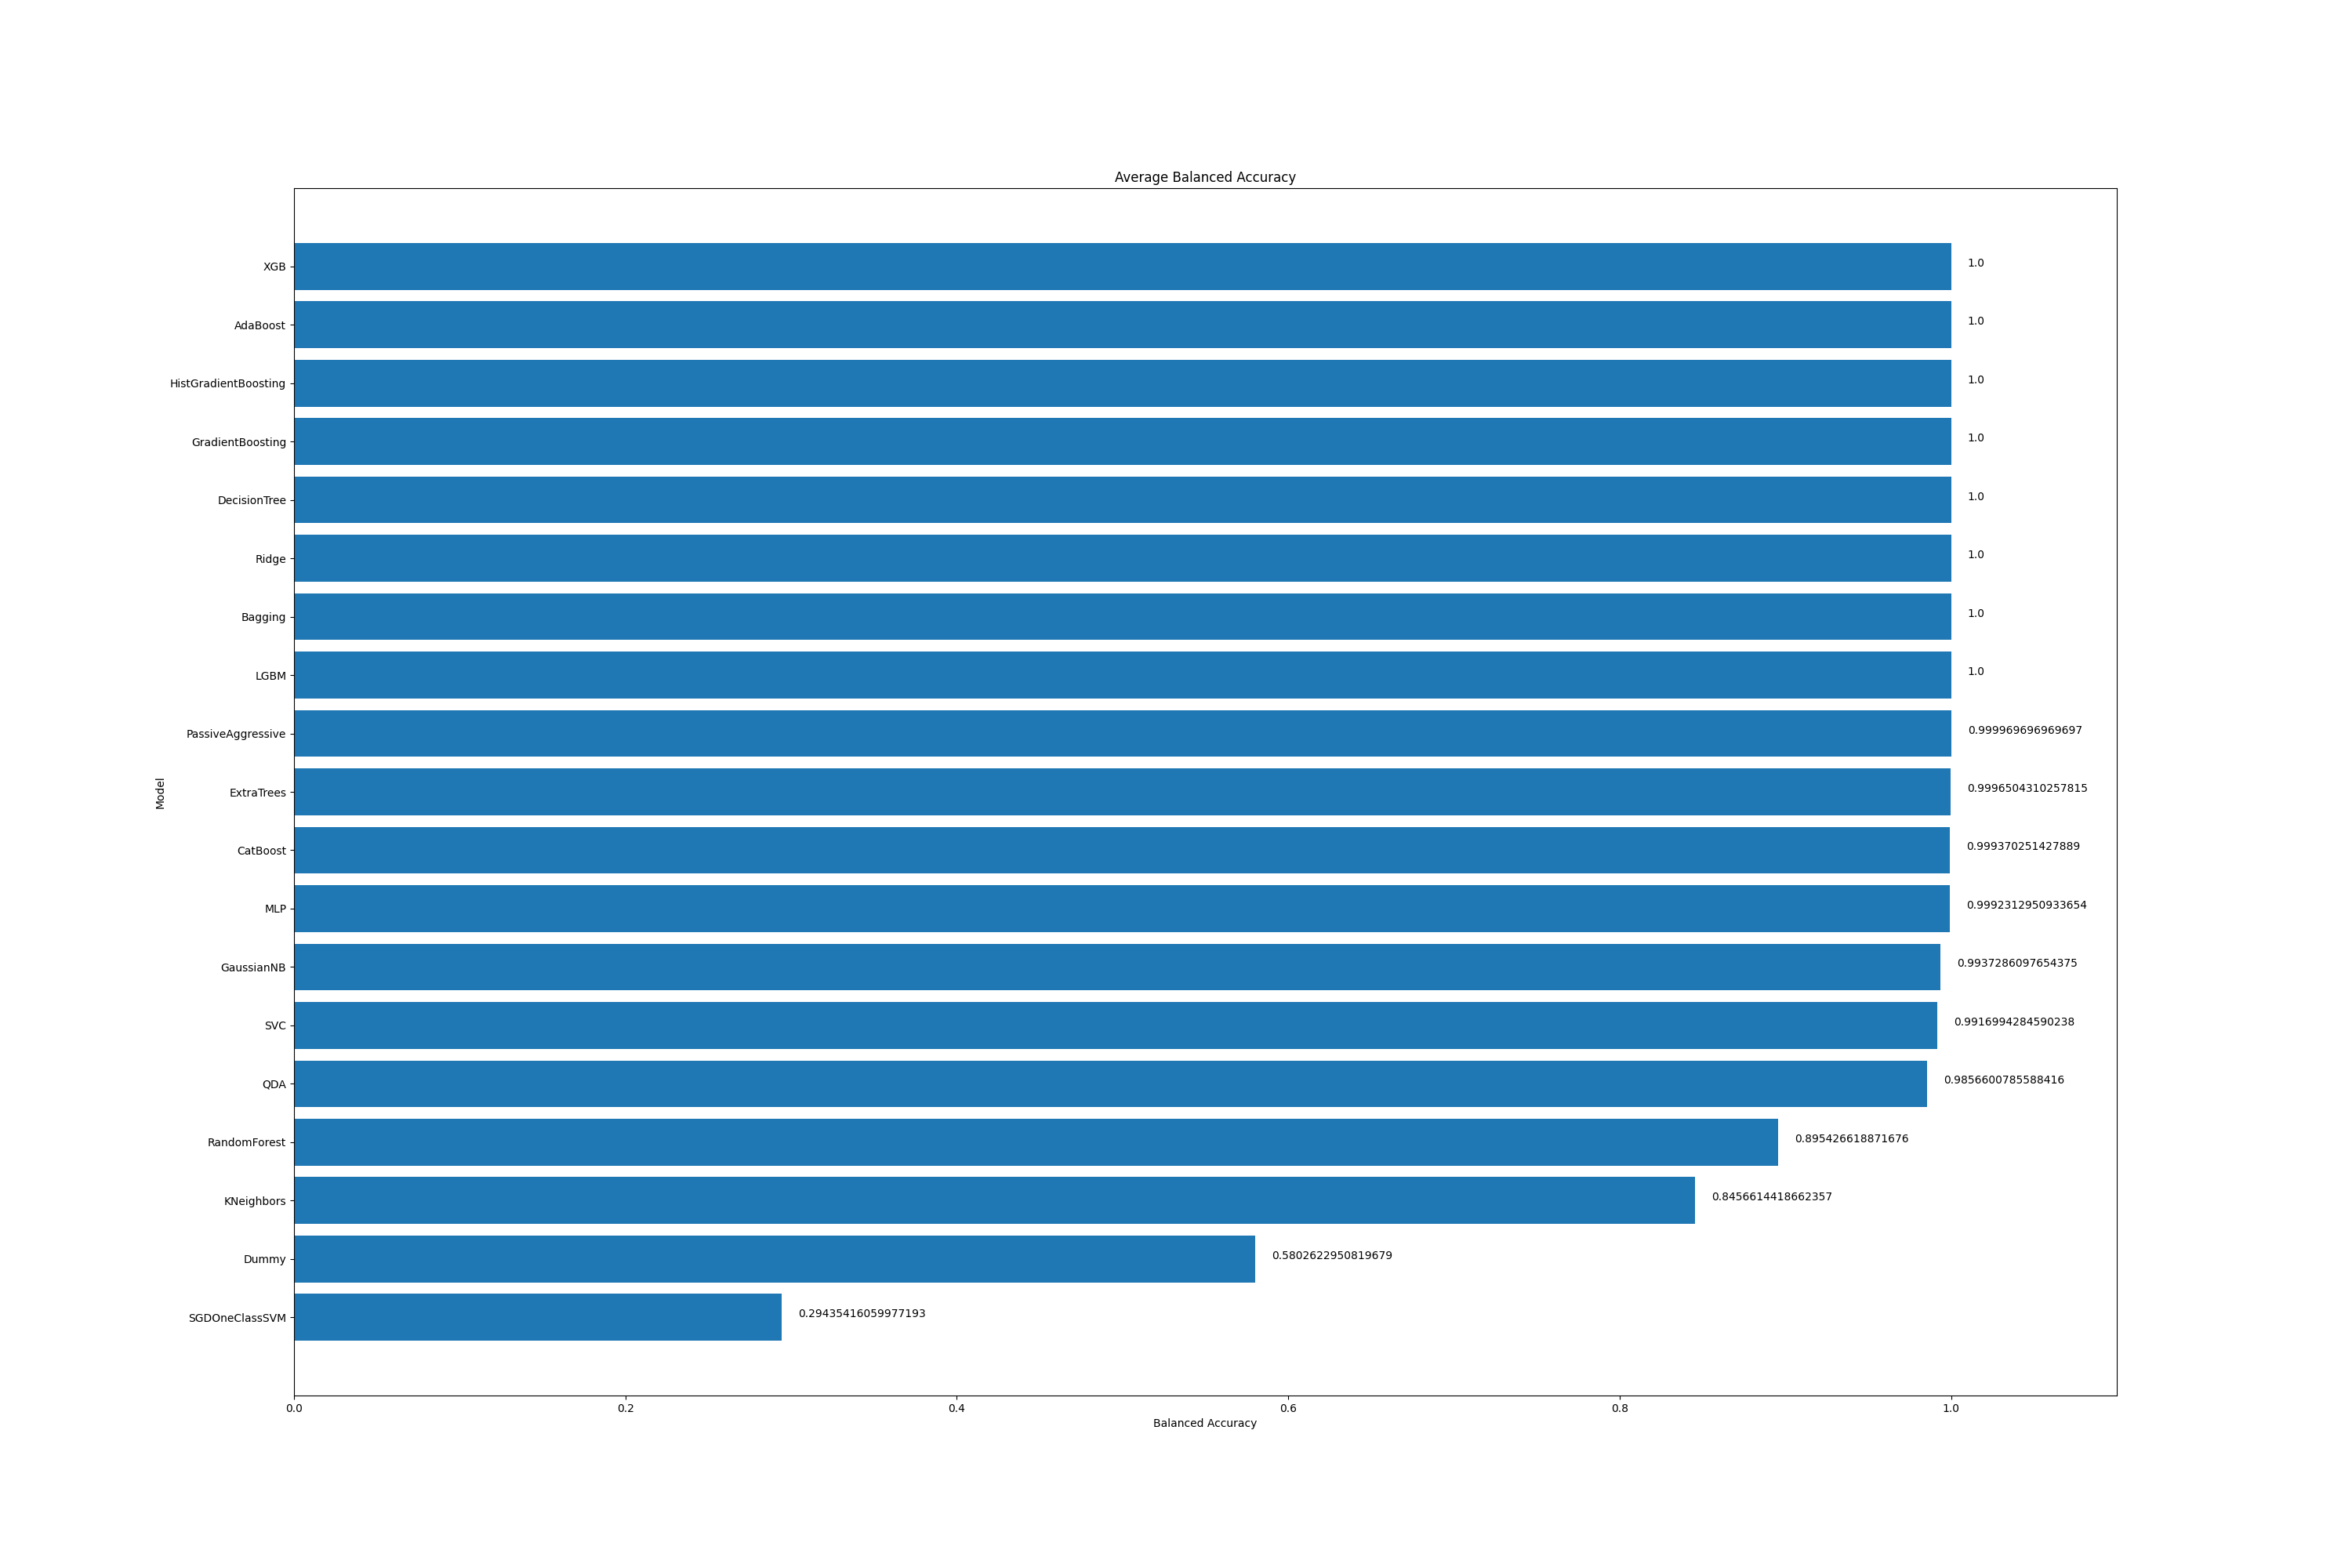 Average Balanced Accuracy
XGB 1.0
AdaBoost 1.0
HistGradientBoosting 1.0
GradientBoosting 1.0
DecisionTree 1.0
Ridge 1.0
Bagging 1.0
LGBM 1.0
PassiveAggressive 0.999969696969697
ExtraTrees 0.9996504310257815
CatBoost 0.999370251427889
MLP 0.9992312950933654
GaussianNB 0.9937286097654375
SVC 0.9916994284590238
QDA 0.9856600785588416
RandomForest 0.895426618871676
KNeighbors 0.8456614418662357
Dummy 0.5802622950819679
SGDOneClassSVM 0.29435416059977193
Model
0.0 0.2 0.4 0.6 0.8 1.0
Balanced Accuracy